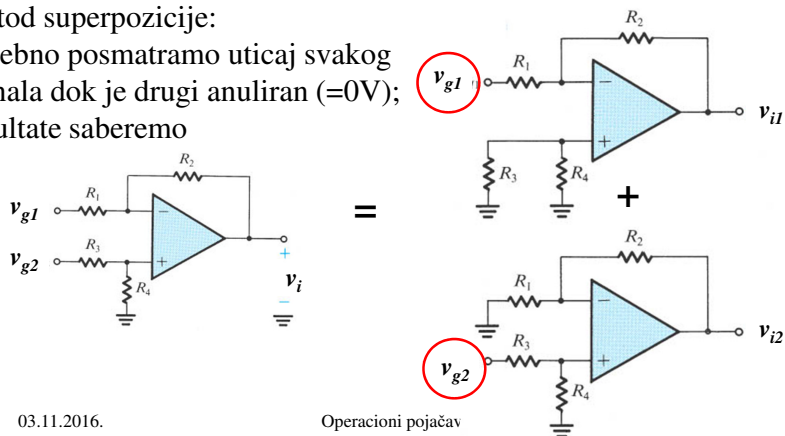 tod superpozicije:
ebno posmatramo uticaj svakog
nala dok je drugi anuliran (=0V);
ultate saberemo
R2
R1
vg1
−
+
vi1
R3
R4
R2
R1
vg1
−
R3
vg2
+
+
R4
vi
−
=
+
R2
R1
−
R3
vg2
+
vi2
R4
03.11.2016.
Operacioni pojačav